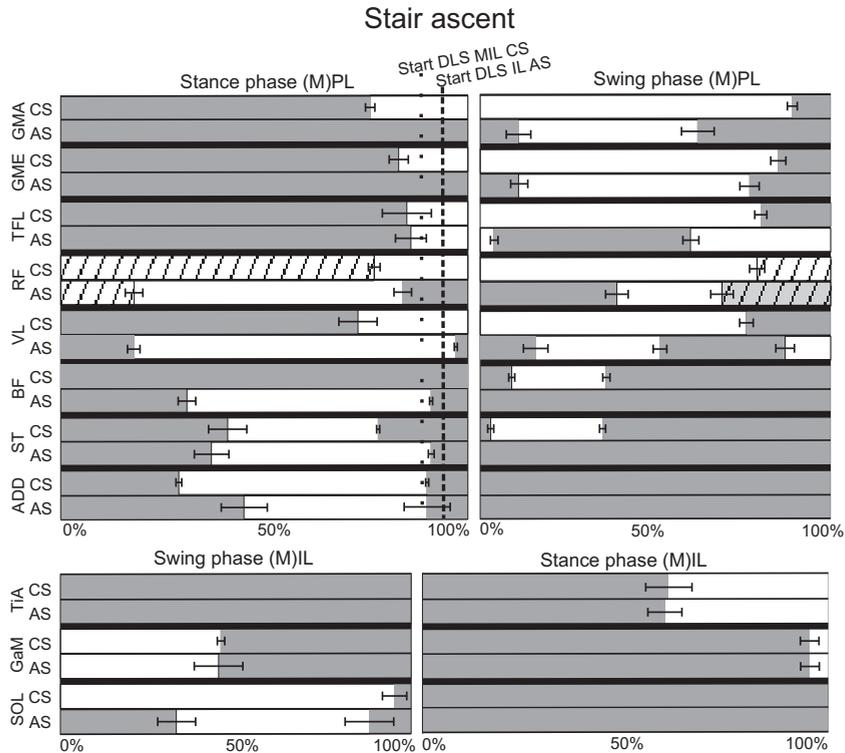 Stair ascent
Start DLS MIL CS
Start DLS IL AS
Stance phase (M)PL
Swing phase (M)PL
GMA CS
AS
GME CS
AS
TFL CS
AS
RF CS
AS
VL CS
AS
BF CS
AS
ST CS
AS
ADD CS
AS
0% 50% 100% 0% 50% 100%
Swing phase (M)IL
Stance phase (M)IL
TiA CS
AS
GaM CS
AS
SOL CS
AS
0% 50% 100% 0% 50% 100%